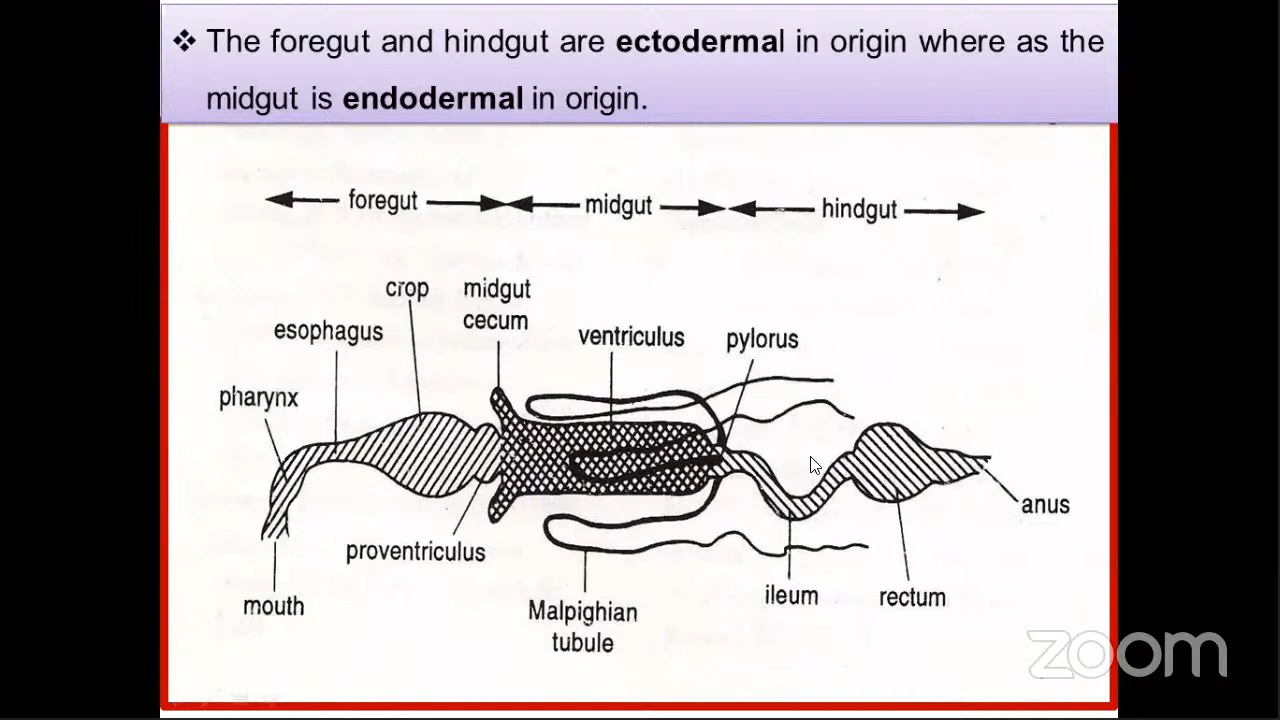 ❖ The foregut and hindgut are ectodermal in origin where as the
midgut is endodermal in origin.
foregut midgut hindgut
crop midgut
cecum
esophagus ventriculus pylorus
pharynx
anus
proventriculus
mouth Malpighian
tubule ileum rectum
zoom